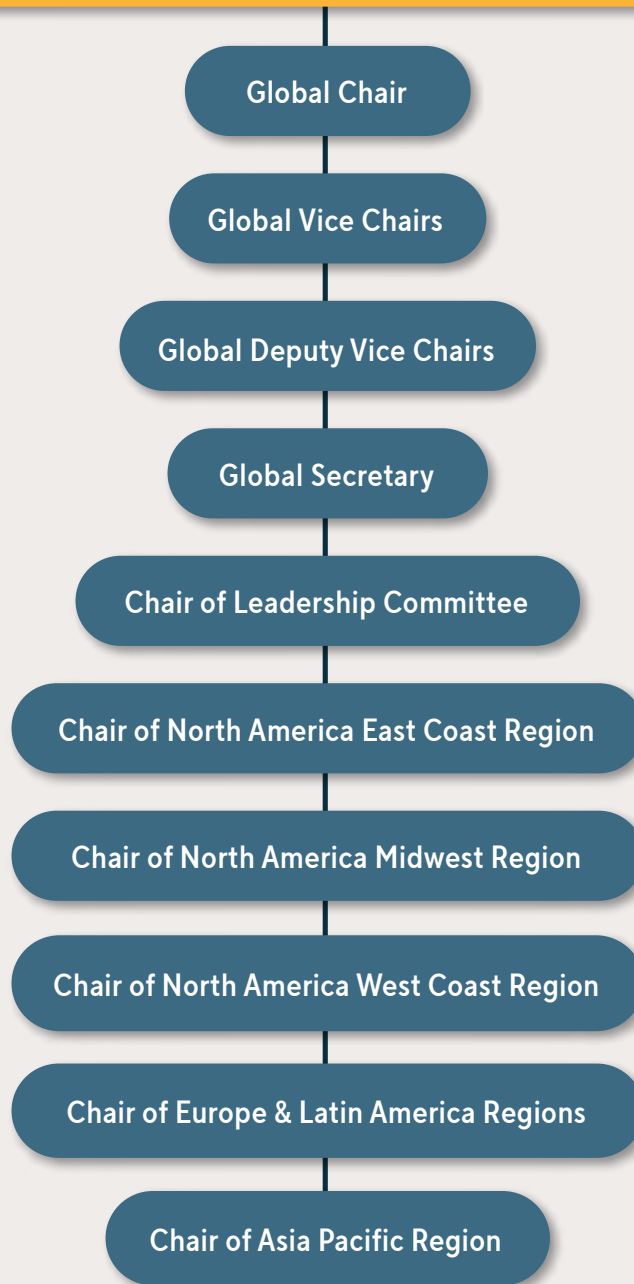 Global Chair
Global Vice Chairs
Global Deputy Vice Chairs
Global Secretary
Chair of Leadership Committee
Chair of North America East Coast Region
Chair of North America Midwest Region
Chair of North America West Coast Region
Chair of Europe & Latin America Regions
Chair of Asia Pacific Region